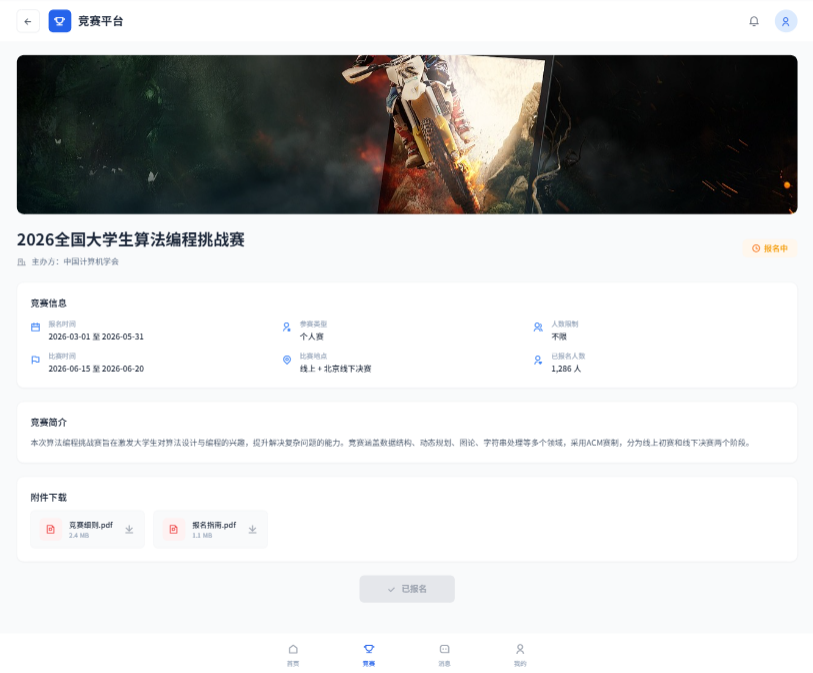 竞赛平台
2026全国大学生算法编程挑战赛
主办方：中国计算机学会
报名中
竞赛信息
报名时间
2026-03-01 至 2026-05-31
参赛类型
个人赛
人数限制
不限
比赛时间
2026-06-15 至 2026-06-20
比赛地点
线上 + 北京线下决赛
已报名人数
1,286 人
竞赛简介
本次算法编程挑战赛旨在激发大学生对算法设计与编程的兴趣，提升解决复杂问题的能力。竞赛涵盖数据结构、动态规划、图论、字符串处理等多个领域，采用ACM赛制，分为线上初赛和线下决赛两个阶段。
附件下载
竞赛细则.pdf
2.4 MB
报名指南.pdf
1.1 MB
已报名
首页
竞赛
消息
我的